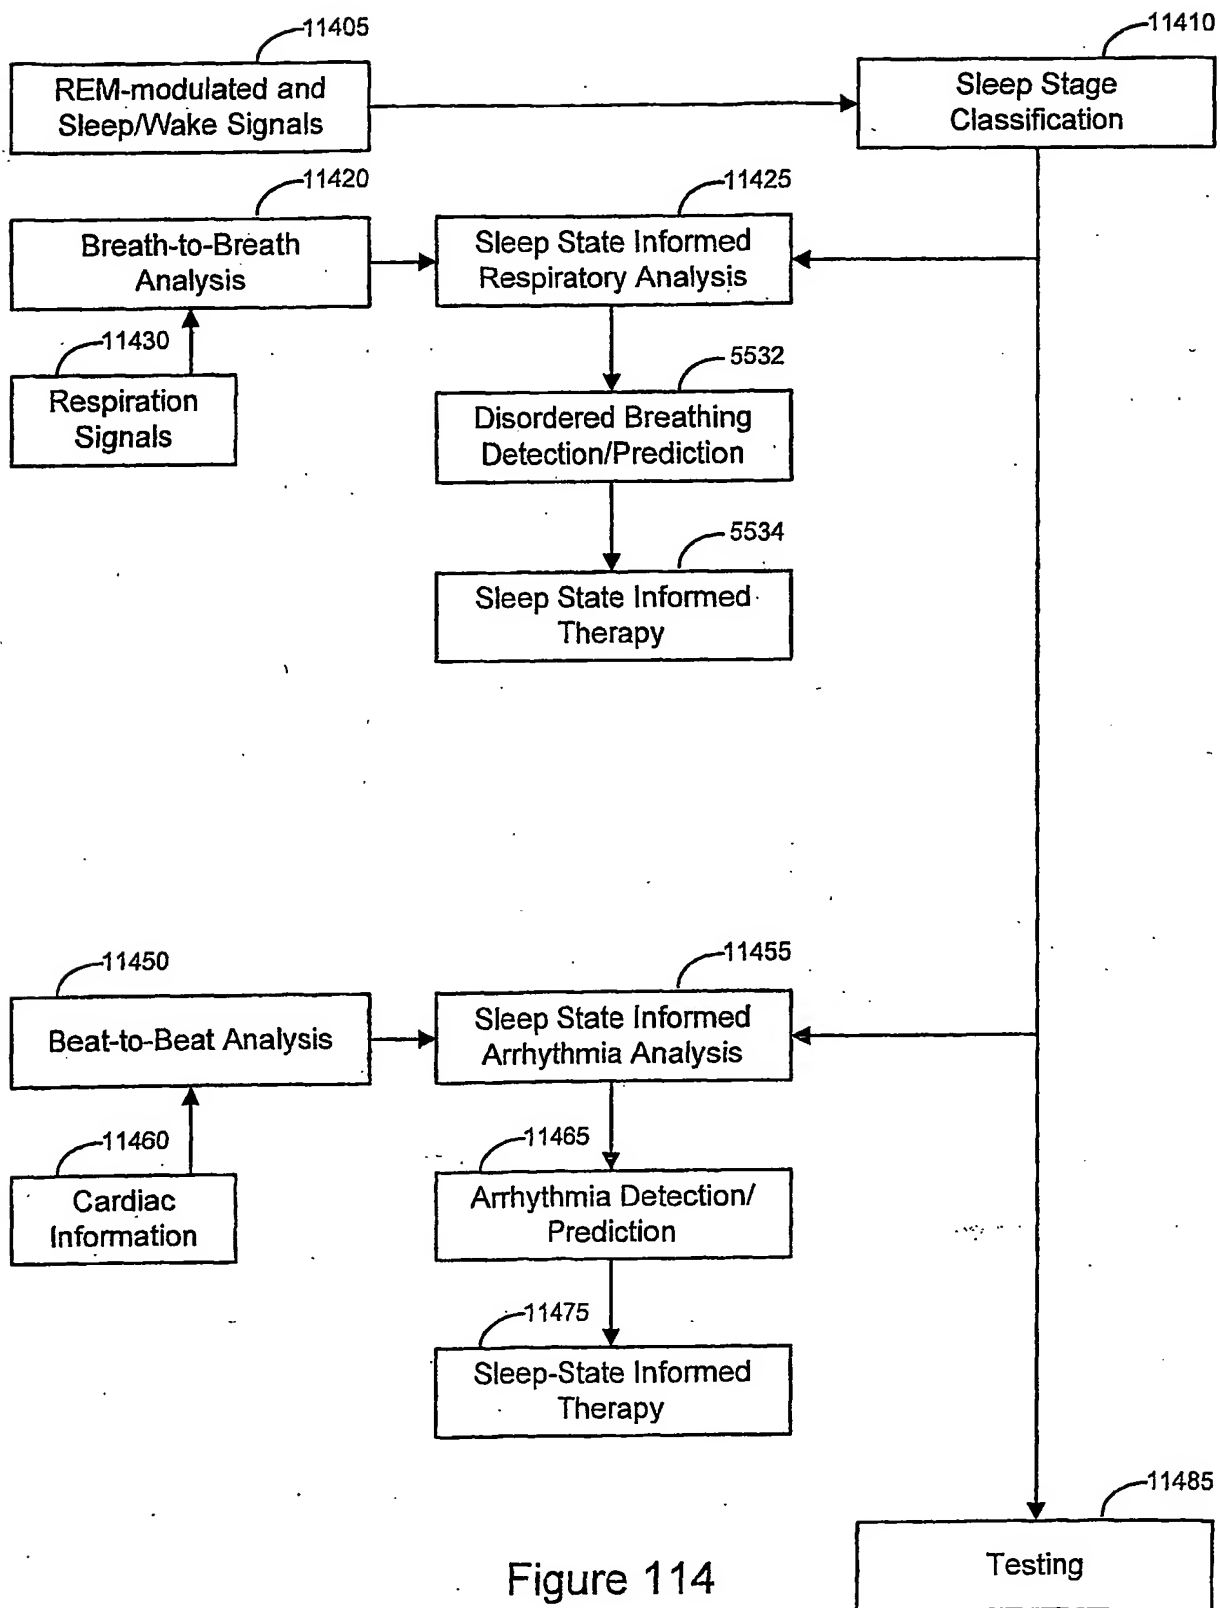 11405
11410
REM-modulated and
Sleep/Wake Signals
Sleep Stage
Classification
11420
11425
Breath-to-Breath
Analysis
Sleep State Informed
Respiratory Analysis
11430
5532
Respiration
Signals
Disordered Breathing
Detection/Prediction
5534
Sleep State Informed
Therapy
11450
11455
Beat-to-Beat Analysis
Sleep State Informed
Arrhythmia Analysis
11460
11465
Cardiac
Information
Arrhythmia Detection/
Prediction
11475
Sleep-State Informed
Therapy
11485
Testing
Figure 114